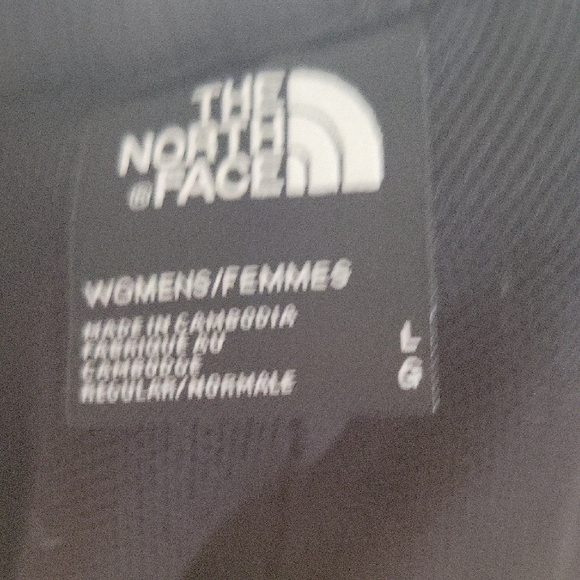 THE
NORTH
® FACE
WOMENS/FEMMES
MADE IN CAMBODIA
FABRIQUE AU
CAMBODGE
REGULAR/NORMALE
L
G